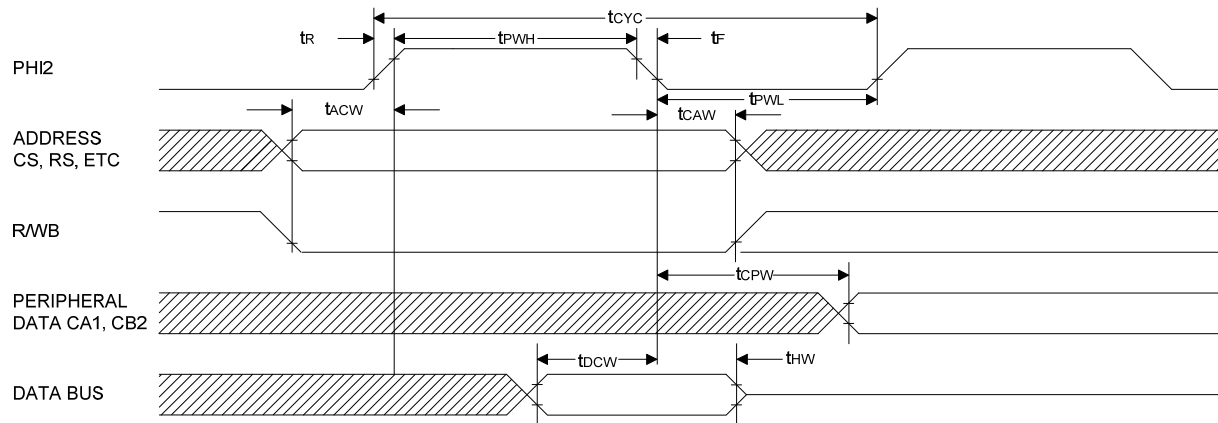 tCYC
tR
tPWH
tF
PHI2
tPWL
tACW
tCAW
ADDRESS
CS, RS, ETC
R/WB
tCPW
PERIPHERAL
DATA CA1, CB2
tDCW
tHW
DATA BUS